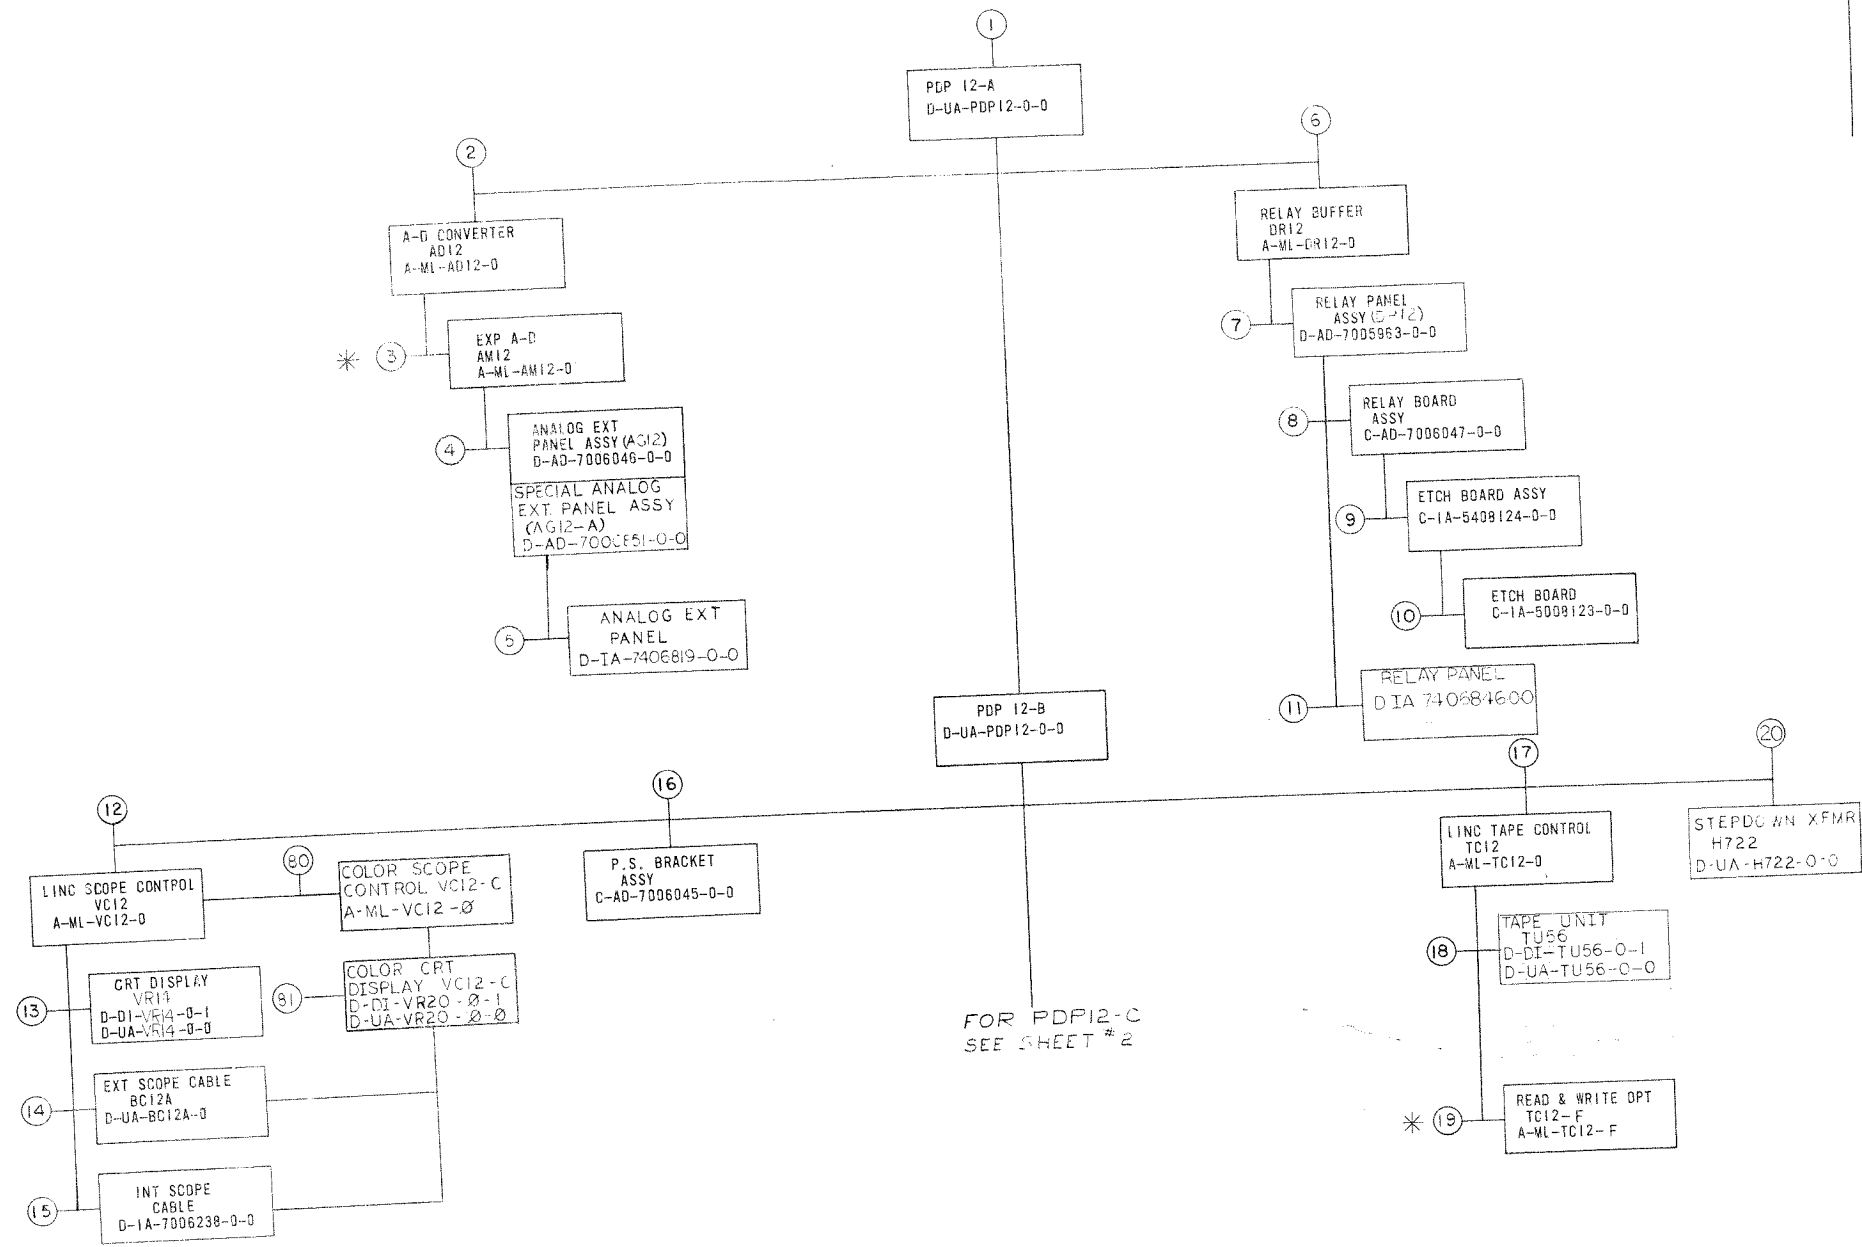 1
PDP 12-A
D-UA-PDP12-0-0
2
6
A-D CONVERTER
AD12
A-ML-AD12-0
RELAY BUFFER
DR12
A-ML-DR12-0
* 3
EXP A-D
AM12
A-ML-AM12-0
7
RELAY PANEL
ASSY
D-AD-7005963-0-0
4
ANALOG EXT
PANEL ASSY (AG12)
D-AD-7006046-0-0
SPECIAL ANALOG
EXT. PANEL ASSY
(AG12-A)
8
RELAY BOARD
ASSY
C-AD-7006047-0-0
9
ETCH BOARD ASSY
C-IA-5408124-0-0
5
ANALOG EXT
PANEL
D-IA-7406819-0-0
10
ETCH BOARD
C-IA-5008123-0-0
11
RELAY PANEL
D IA 740684600
PDP 12-B
D-UA-PDP12-0-0
12
16
17
20
LINC SCOPE CONTROL
VC12
A-ML-VC12-0
80
COLOR SCOPE
CONTROL VC12-C
A-ML-VC12-Ø
P.S. BRACKET
ASSY
C-AD-7006045-0-0
LINC TAPE CONTROL
TC12
A-ML-TC12-0
STEPDOWN XFMR
H722
D-UA-H722-0-0
13
CRT DISPLAY
VR14
D-DI-VR14-0-1
D-UA-VR14-0-0
81
COLOR CRT
DISPLAY VC12-C
D-DI-VR20-Ø-1
D-UA-VR20-Ø-Ø
18
TAPE UNIT
TU56
D-DI-TU56-0-1
D-UA-TU56-0-0
FOR PDP12-C
SEE SHEET #2
14
EXT SCOPE CABLE
BC12A
D-UA-BC12A-0
* 19
READ & WRITE OPT
TC12-F
A-ML-TC12-F
15
INT SCOPE
CABLE
D-IA-7006238-0-0